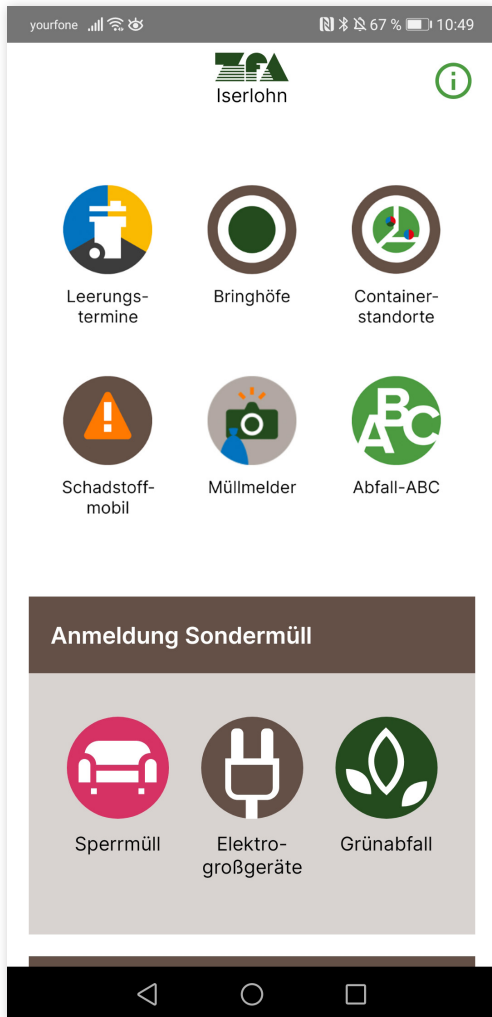 yourfone 67 % 10:49
ZFA
Iserlohn
Leerungs-
termine
Bringhöfe
Container-
standorte
Schadstoff-
mobil
Müllmelder
ABC
Abfall-ABC
Anmeldung Sondermüll
Sperrmüll
Elektro-
großgeräte
Grünabfall